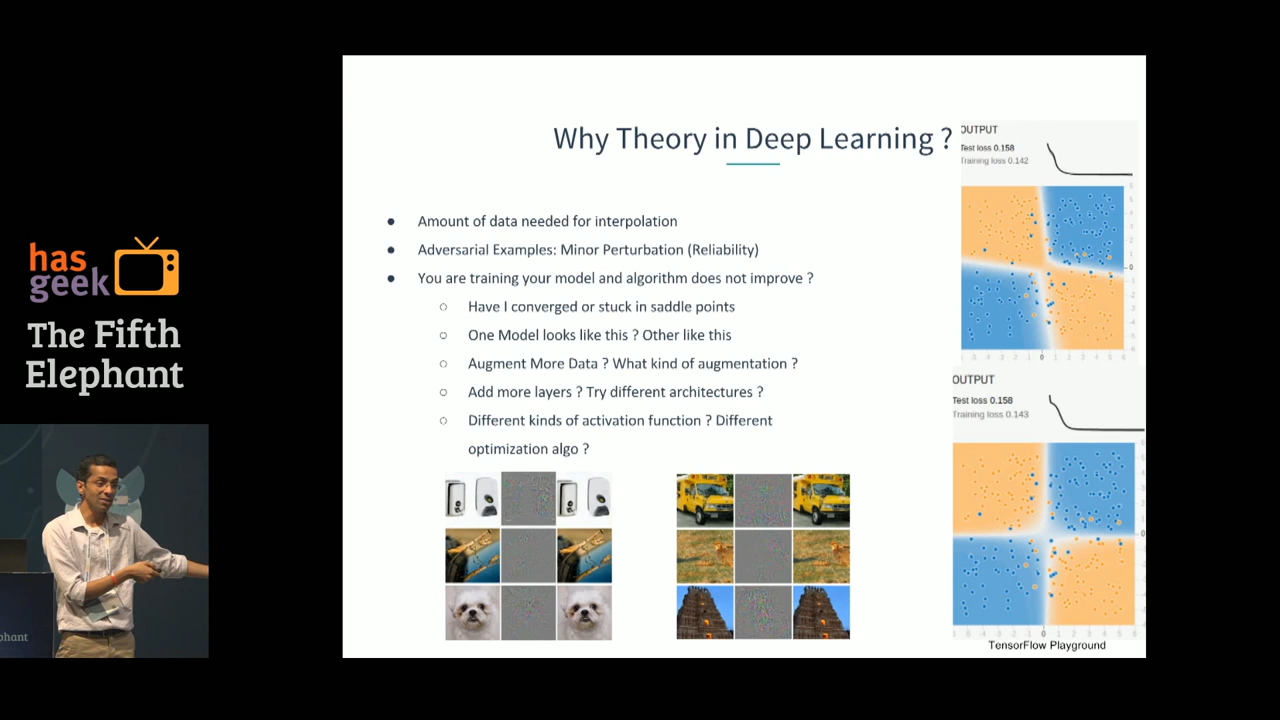 has
geek
The Fifth
Elephant
phant
Why Theory in Deep Learning ?
● Amount of data needed for interpolation
● Adversarial Examples: Minor Perturbation (Reliability)
● You are training your model and algorithm does not improve ?
○ Have I converged or stuck in saddle points
○ One Model looks like this ? Other like this
○ Augment More Data ? What kind of augmentation ?
○ Add more layers ? Try different architectures ?
○ Different kinds of activation function ? Different
optimization algo ?
OUTPUT
Test loss 0.158
Training loss 0.142
OUTPUT
Test loss 0.158
Training loss 0.143
TensorFlow Playground